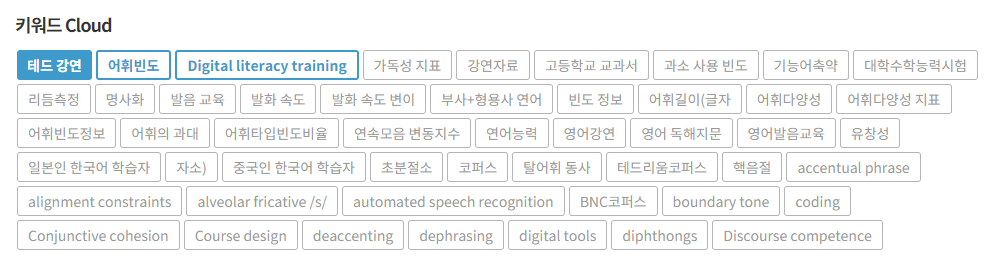 키워드 Cloud
테드 강연 어휘빈도 Digital literacy training 가독성 지표 강연자료 고등학교 교과서 과소 사용 빈도 기능어축약 대학수학능력시험
리듬측정 명사화 발음 교육 발화 속도 발화 속도 변이 부사+형용사 연어 빈도 정보 어휘길이(글자 어휘다양성 어휘다양성 지표
어휘빈도정보 어휘의 과대 어휘타입빈도비율 연속모음 변동지수 연어능력 영어강연 영어 독해지문 영어발음교육 유창성
일본인 한국어 학습자 자소) 중국인 한국어 학습자 초분절소 코퍼스 탈어휘 동사 테드리움코퍼스 핵음절 accentual phrase
alignment constraints alveolar fricative /s/ automated speech recognition BNC코퍼스 boundary tone coding
Conjunctive cohesion Course design deaccenting dephrasing digital tools diphthongs Discourse competence